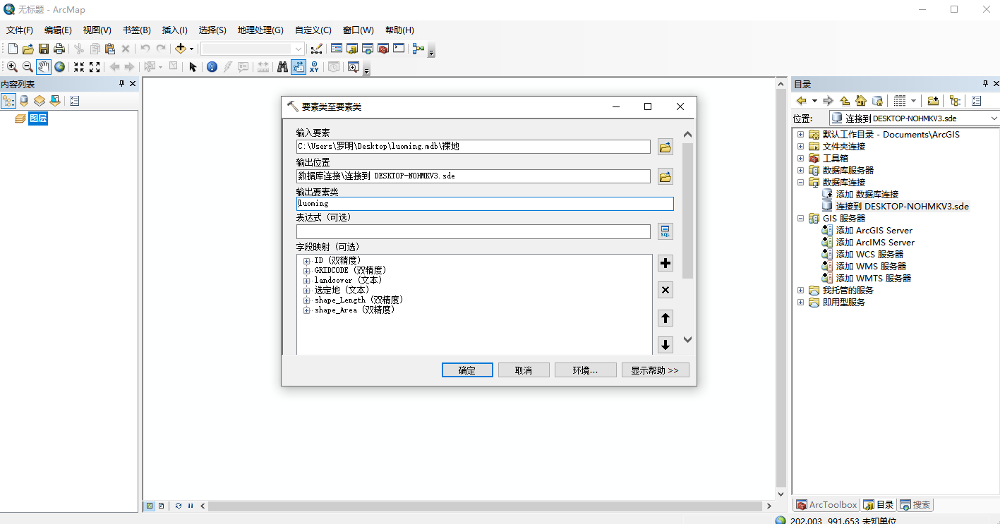 无标题 - ArcMap
文件(F) 编辑(E) 视图(V) 书签(B) 插入(I) 选择(S) 地理处理(G) 自定义(C) 窗口(W) 帮助(H)
XY
内容列表
图层
要素类至要素类
输入要素
C:\Users\罗明\Desktop\luoming.mdb\裸地
输出位置
数据库连接\连接到 DESKTOP-NOHMKV3.sde
输出要素类
luoming
表达式 (可选)
SQL
字段映射 (可选)
ID (双精度)
GRIDCODE (双精度)
landcover (文本)
选定地 (文本)
shape_Length (双精度)
shape_Area (双精度)
确定 取消 环境... 显示帮助 >>
目录
位置: 连接到 DESKTOP-NOHMKV3.sde
默认工作目录 - Documents\ArcGIS
文件夹连接
工具箱
数据库服务器
数据库连接
添加 数据库连接
连接到 DESKTOP-NOHMKV3.sde
GIS 服务器
添加 ArcGIS Server
添加 ArcIMS Server
添加 WCS 服务器
添加 WMS 服务器
添加 WMTS 服务器
我托管的服务
即用型服务
ArcToolbox 目录 搜索
202.003 991.653 未知单位